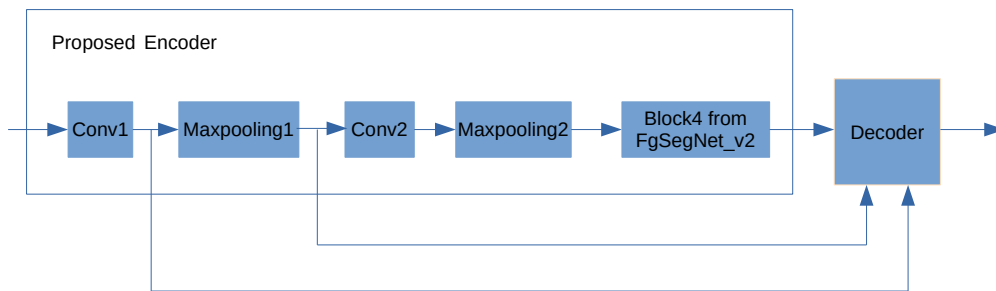 Proposed Encoder
Conv1
Maxpooling1
Conv2
Maxpooling2
Block4 from
FgSegNet_v2
Decoder